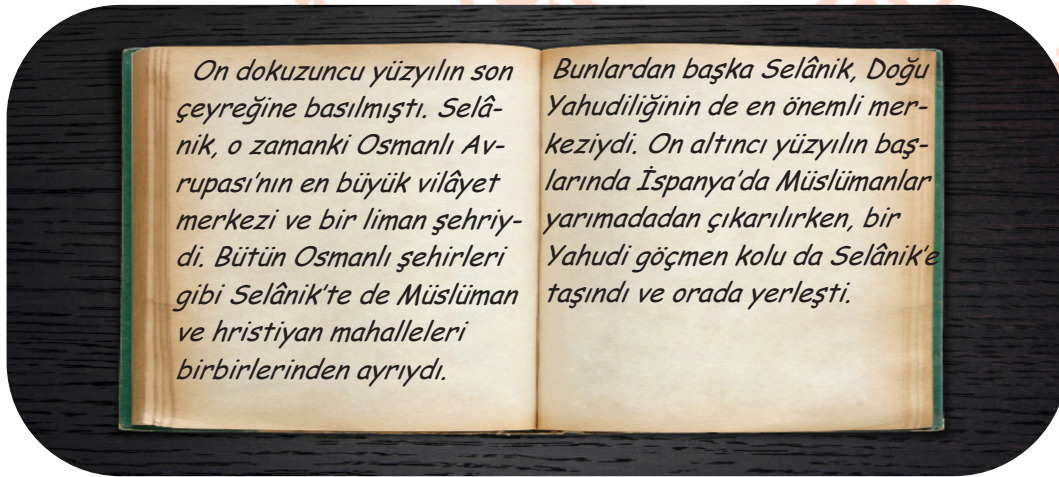 On dokuzuncu yüzyılın son
çeyreğine basılmıştı. Selâ-
nik, o zamanki Osmanlı Av-
rupası'nın en büyük vilâyet
merkezi ve bir liman şehriy-
di. Bütün Osmanlı şehirleri
gibi Selânik'te de Müslüman
ve hristiyan mahalleleri
birbirlerinden ayrıydı.
Bunlardan başka Selânik, Doğu
Yahudiliğinin de en önemli mer-
keziydi. On altıncı yüzyılın baş-
larında İspanya'da Müslümanlar
yarımadadan çıkarılırken, bir
Yahudi göçmen kolu da Selânik'e
taşındı ve orada yerleşti.